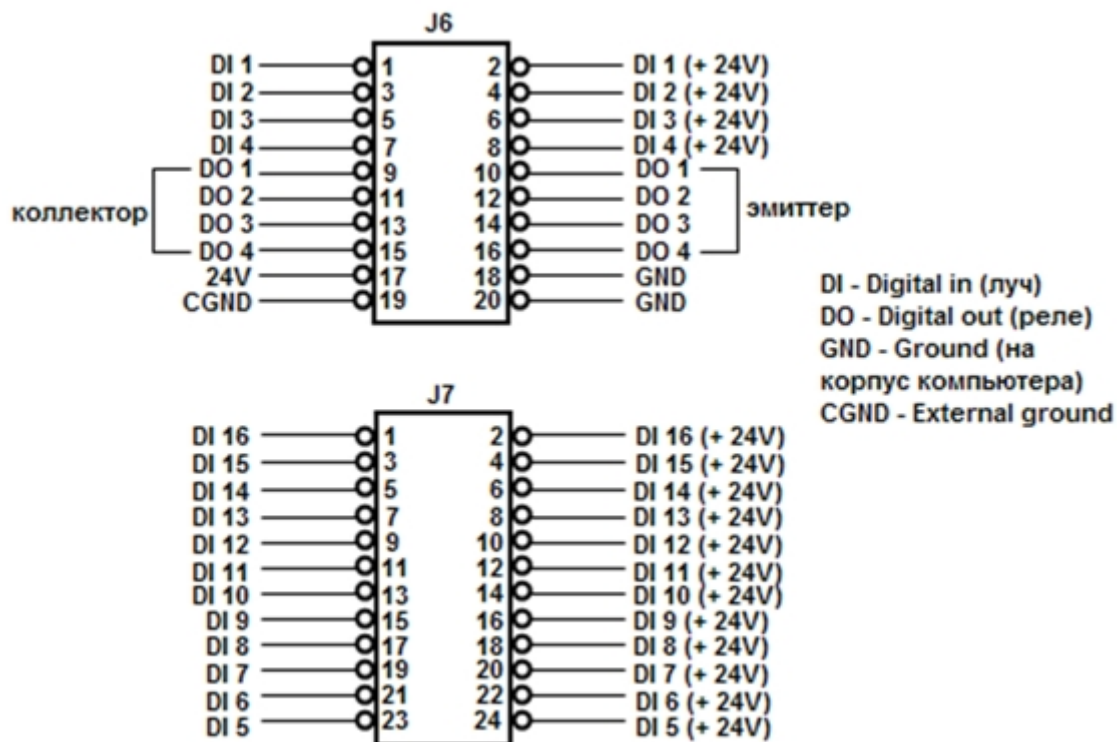 J6
DI 1 1 2 DI 1 (+ 24V)
DI 2 3 4 DI 2 (+ 24V)
DI 3 5 6 DI 3 (+ 24V)
DI 4 7 8 DI 4 (+ 24V)
DO 1 9 10 DO 1
DO 2 11 12 DO 2
коллектор эмиттер
DO 3 13 14 DO 3
DO 4 15 16 DO 4
24V 17 18 GND
CGND 19 20 GND
DI - Digital in (луч)
DO - Digital out (реле)
GND - Ground (на
корпус компьютера)
CGND - External ground
J7
DI 16 1 2 DI 16 (+ 24V)
DI 15 3 4 DI 15 (+ 24V)
DI 14 5 6 DI 14 (+ 24V)
DI 13 7 8 DI 13 (+ 24V)
DI 12 9 10 DI 12 (+ 24V)
DI 11 11 12 DI 11 (+ 24V)
DI 10 13 14 DI 10 (+ 24V)
DI 9 15 16 DI 9 (+ 24V)
DI 8 17 18 DI 8 (+ 24V)
DI 7 19 20 DI 7 (+ 24V)
DI 6 21 22 DI 6 (+ 24V)
DI 5 23 24 DI 5 (+ 24V)